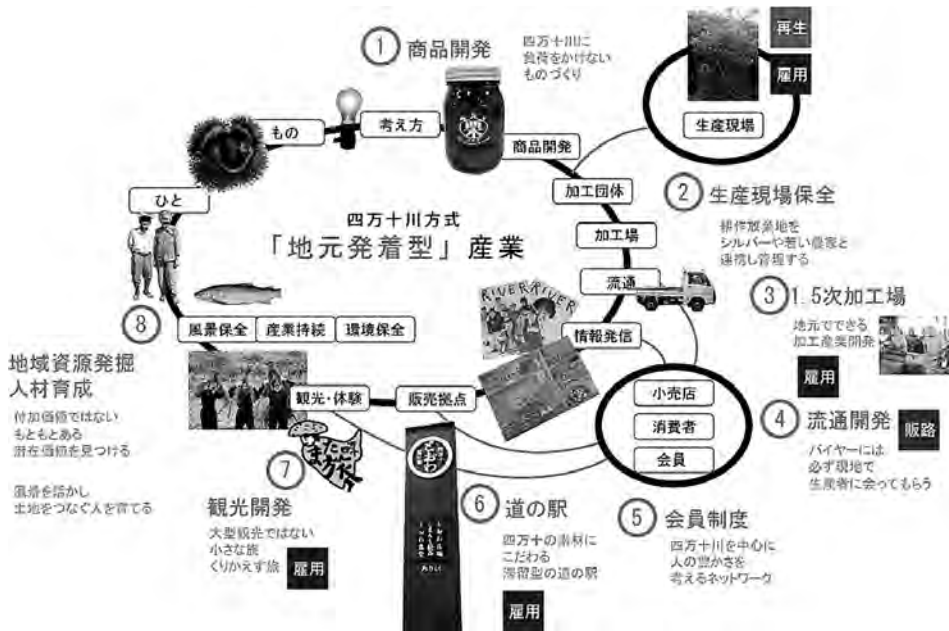 四万十川方式
「地元発着型」産業
① 商品開発
四万十川に
負荷をかけない
ものづくり
再生
雇用
生産現場
もの
考え方
商品開発
加工団体
加工場
流通
情報発信
ひと
② 生産現場保全
耕作放棄地を
シルバーや若い農家と
連携し管理する
③ 1.5次加工場
地元でできる
加工産業開発
雇用
RIVER RIVER
小売店
消費者
会員
④ 流通開発
販路
バイヤーには
必ず現地で
生産者に会ってもらう
⑤ 会員制度
四万十川を中心に
人の豊かさを
考えるネットワーク
販売拠点
とおわ
⑥ 道の駅
四万十の素材に
こだわる
滞留型の道の駅
雇用
観光・体験
⑦
観光開発
大型観光ではない
小さな旅
くりかえす旅
雇用
風景保全
産業持続
環境保全
⑧
地域資源発掘
人材育成
付加価値ではない
もともとある
潜在価値を見つける
風景を活かし
土地をつなぐ人を育てる